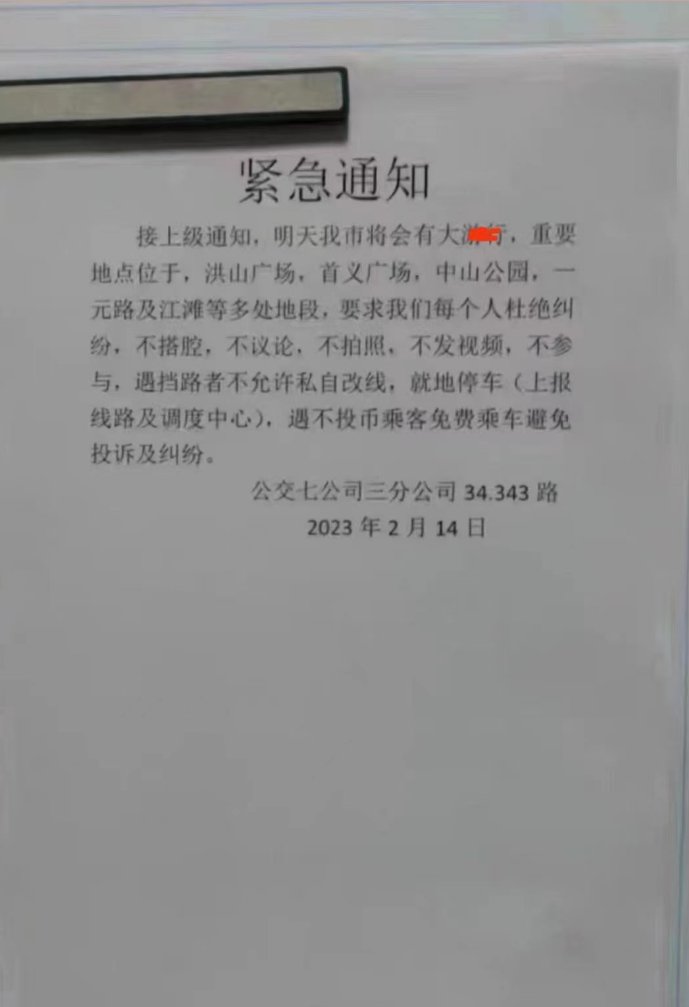 紧急通知
接上级通知，明天我市将会有大游行，重要
地点位于，洪山广场，首义广场，中山公园，一
元路及江滩等多处地段，要求我们每个人杜绝纠
纷，不搭腔，不议论，不拍照，不发视频，不参
与，遇挡路者不允许私自改线，就地停车（上报
线路及调度中心），遇不投币乘客免费乘车避免
投诉及纠纷。
公交七公司三分公司 34.343 路
2023 年 2 月 14 日